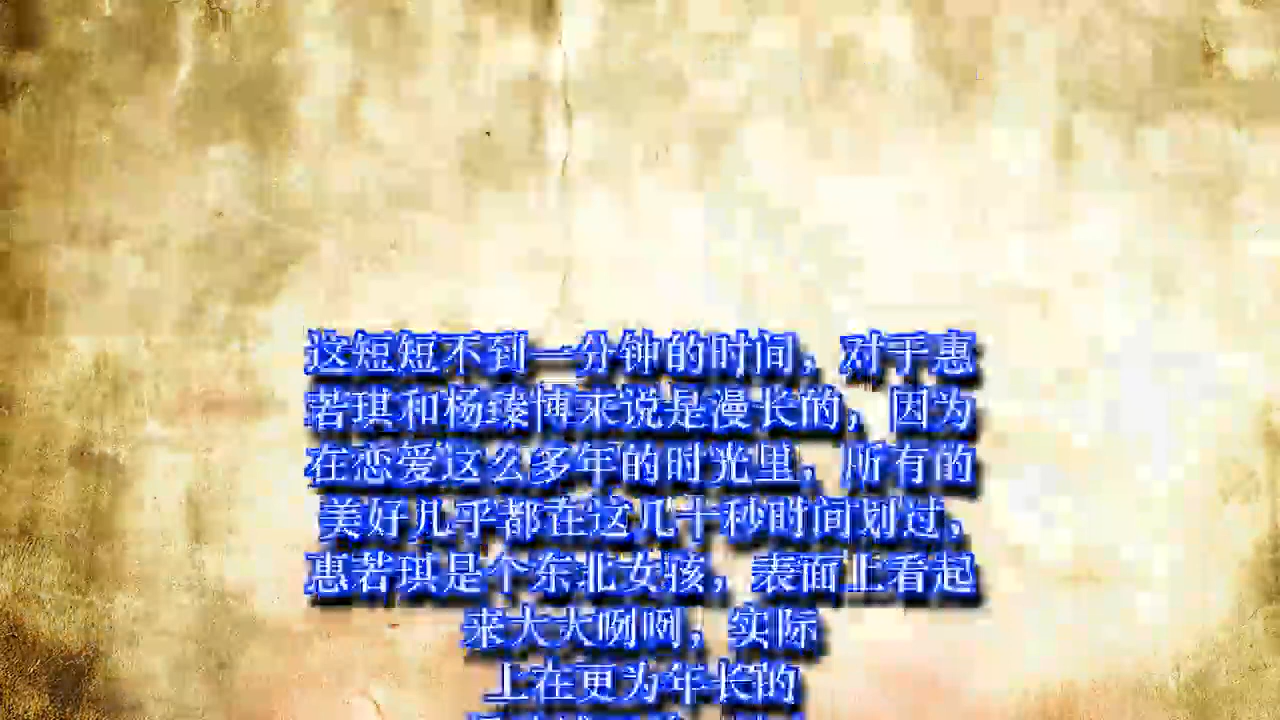 这短短不到一分钟的时间，对于惠
若琪和杨臻博来说是漫长的，因为
在恋爱这么多年的时光里，所有的
美好几乎都在这几十秒时间划过，
惠若琪是个东北女孩，表面上看起
来大大咧咧，实际
上在更为年长的